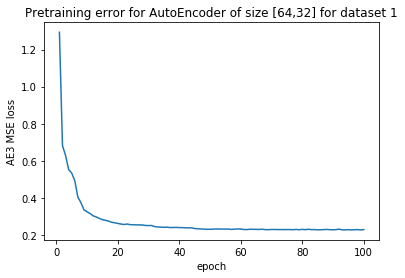 Pretraining error for AutoEncoder of size [64,32] for dataset 1
1.2
1.0
0.8
0.6
0.4
0.2
AE3 MSE loss
0 20 40 60 80 100
epoch